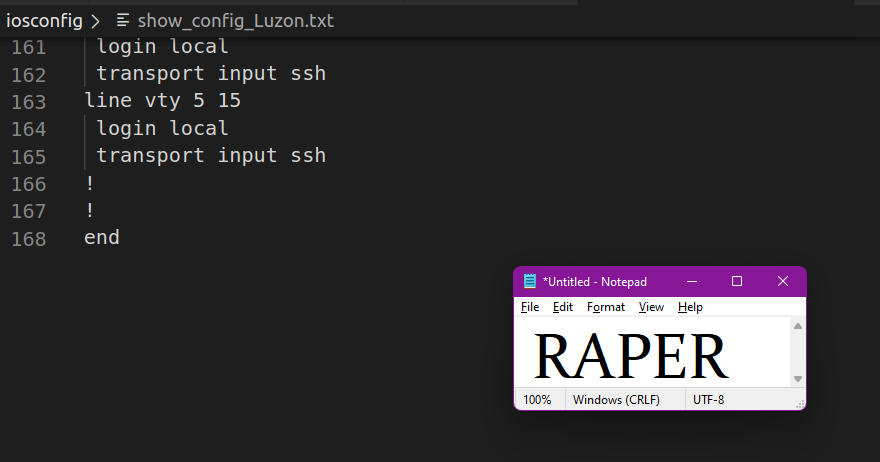 iosconfig > show_config_Luzon.txt
161 login local
162 transport input ssh
163 line vty 5 15
164 login local
165 transport input ssh
166 !
167 !
168 end
*Untitled - Notepad
File Edit Format View Help
RAPER
100% Windows (CRLF) UTF-8